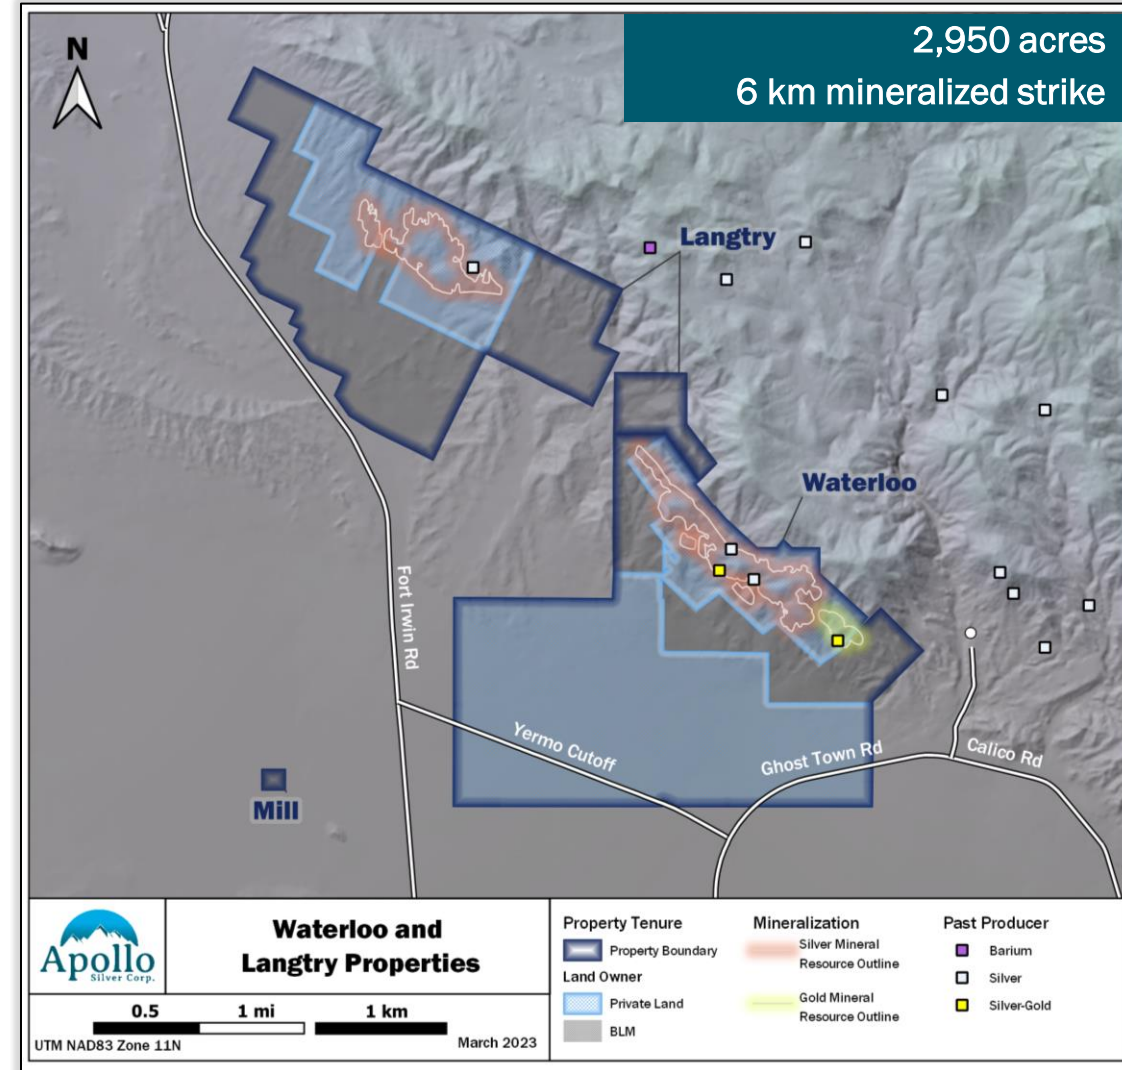 2,950 acres
6 km mineralized strike
N
Langtry
Waterloo
Fort Irwin Rd
Yermo Cutoff
Ghost Town Rd
Calico Rd
Mill
Apollo
Silver Corp.
Waterloo and
Langtry Properties
0.5 1 mi 1 km
UTM NAD83 Zone 11N
March 2023
Property Tenure
Property Boundary
Land Owner
Private Land
BLM
Mineralization
Silver Mineral
Resource Outline
Gold Mineral
Resource Outline
Past Producer
Barium
Silver
Silver-Gold